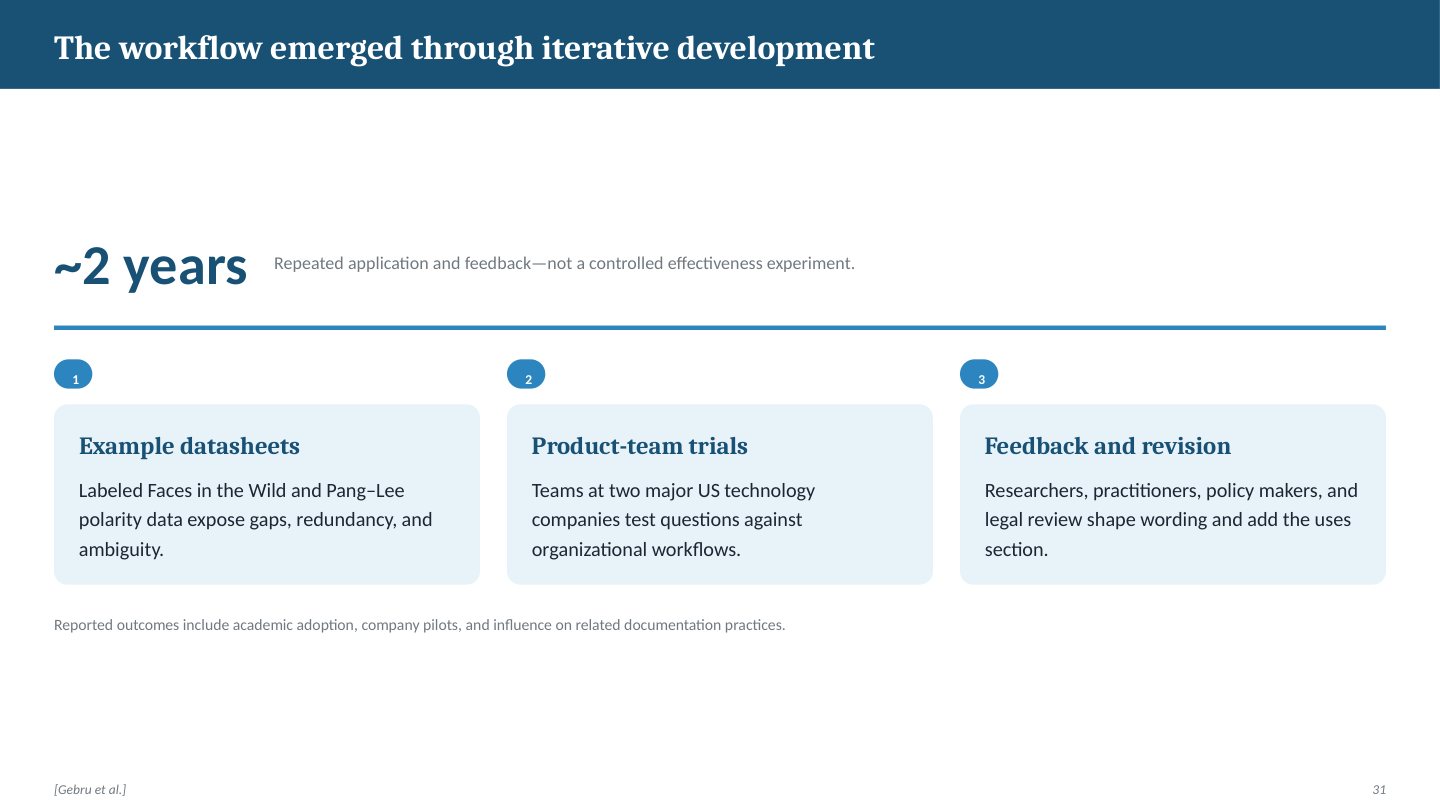 The workflow emerged through iterative development
~2 years
Repeated application and feedback—not a controlled effectiveness experiment.
1
Example datasheets
Labeled Faces in the Wild and Pang–Lee
polarity data expose gaps, redundancy, and
ambiguity.
2
Product-team trials
Teams at two major US technology
companies test questions against
organizational workflows.
3
Feedback and revision
Researchers, practitioners, policy makers, and
legal review shape wording and add the uses
section.
Reported outcomes include academic adoption, company pilots, and influence on related documentation practices.
[Gebru et al.]
31